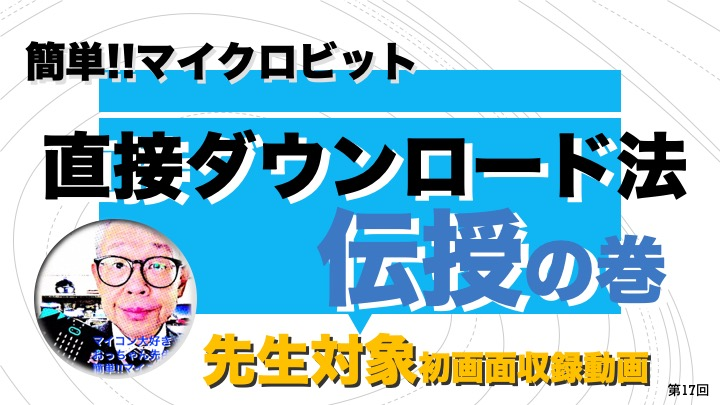 簡単!!マイクロビット
直接ダウンロード法
伝授の巻
マイコン大好き
おっちゃん先生
簡単!!マイ
先生対象初画面収録動画
第17回